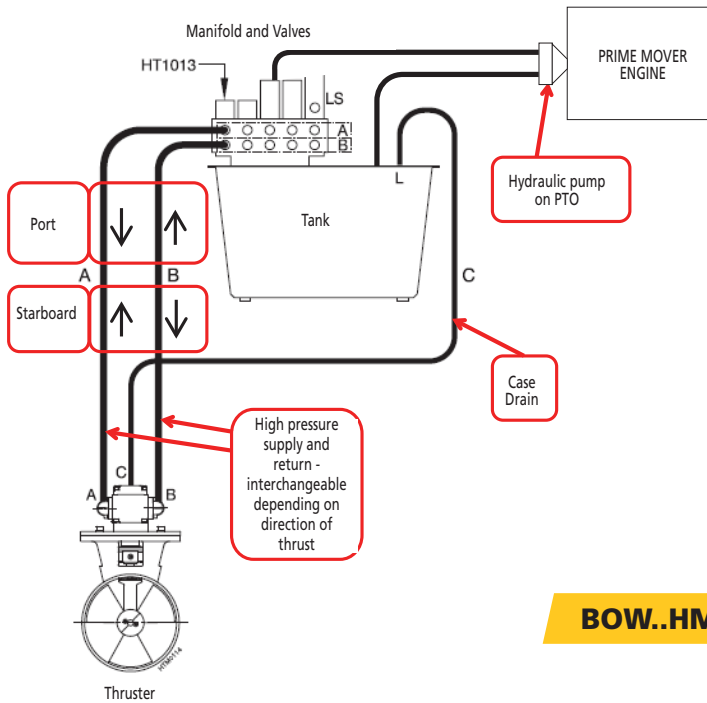 Manifold and Valves
HT1013
LS
A
B
PRIME MOVER
ENGINE
Hydraulic pump
on PTO
L
Tank
Port
A
B
C
Starboard
Case
Drain
High pressure
supply and
return -
interchangeable
depending on
direction of
thrust
C
A
B
HTM0114
Thruster
BOW..HM